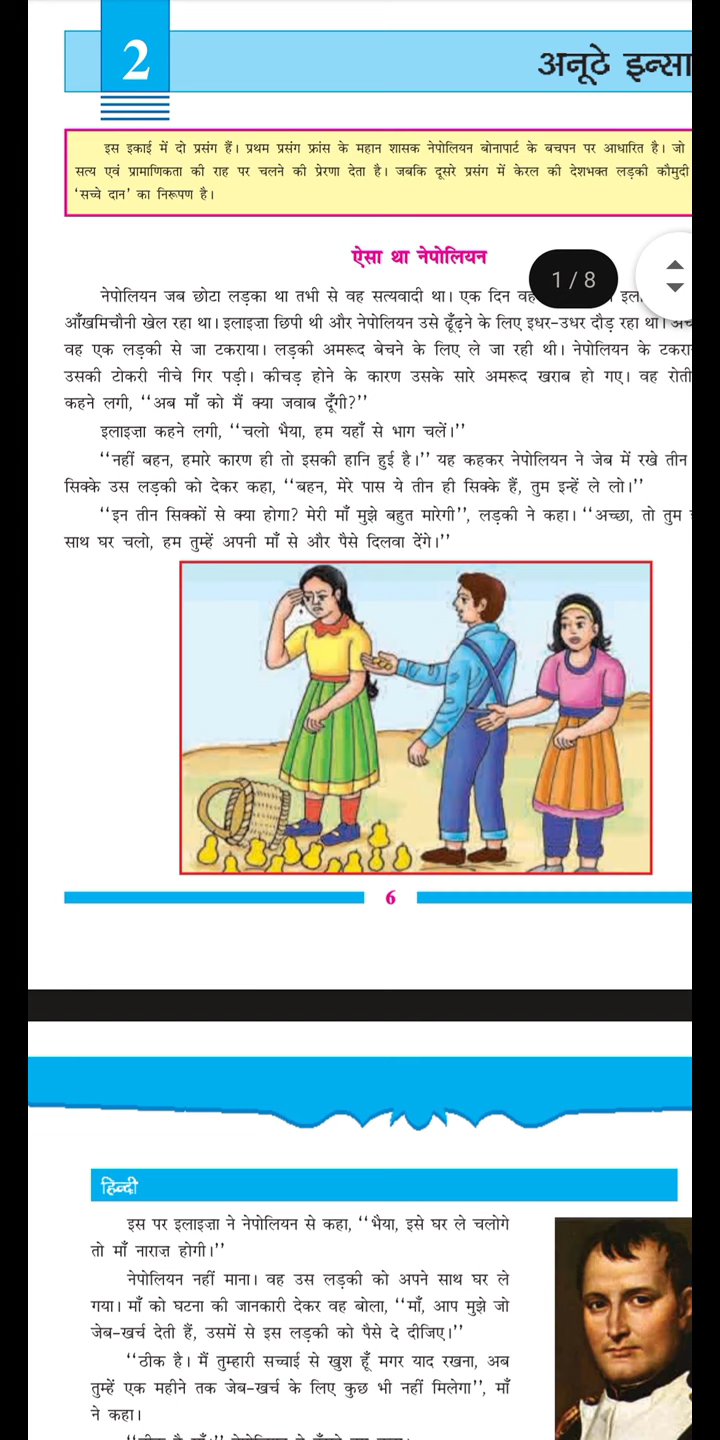 2
अनूठे इन्सा
इस इकाई में दो प्रसंग हैं। प्रथम प्रसंग फ्रांस के महान शासक नेपोलियन बोनापार्ट के बचपन पर आधारित है। जो
सत्य एवं प्रामाणिकता की राह पर चलने की प्रेरणा देता है। जबकि दूसरे प्रसंग में केरल की देशभक्त लड़की कौमुदी
‘सच्चे दान’ का निरूपण है।
ऐसा था नेपोलियन
1 / 8
नेपोलियन जब छोटा लड़का था तभी से वह सत्यवादी था। एक दिन वह
आँखमिचौनी खेल रहा था। इलाइज़ा छिपी थी और नेपोलियन उसे ढूँढ़ने के लिए इधर-उधर दौड़ रहा था।
वह एक लड़की से जा टकराया। लड़की अमरूद बेचने के लिए ले जा रही थी। नेपोलियन के टकरा
उसकी टोकरी नीचे गिर पड़ी। कीचड़ होने के कारण उसके सारे अमरूद खराब हो गए। वह रोती
कहने लगी, ‘‘अब माँ को मैं क्या जवाब दूँगी?’’
इलाइज़ा कहने लगी, ‘‘चलो भैया, हम यहाँ से भाग चलें।’’
‘‘नहीं बहन, हमारे कारण ही तो इसकी हानि हुई है।’’ यह कहकर नेपोलियन ने जेब में रखे तीन
सिक्के उस लड़की को देकर कहा, ‘‘बहन, मेरे पास ये तीन ही सिक्के हैं, तुम इन्हें ले लो।’’
‘‘इन तीन सिक्कों से क्या होगा? मेरी माँ मुझे बहुत मारेगी’’, लड़की ने कहा। ‘‘अच्छा, तो तुम
साथ घर चलो, हम तुम्हें अपनी माँ से और पैसे दिलवा देंगे।’’
6
हिन्दी
इस पर इलाइज़ा ने नेपोलियन से कहा, ‘‘भैया, इसे घर ले चलोगे
तो माँ नाराज़ होगी।’’
नेपोलियन नहीं माना। वह उस लड़की को अपने साथ घर ले
गया। माँ को घटना की जानकारी देकर वह बोला, ‘‘माँ, आप मुझे जो
जेब-खर्च देती हैं, उसमें से इस लड़की को पैसे दे दीजिए।’’
‘‘ठीक है। मैं तुम्हारी सच्चाई से खुश हूँ मगर याद रखना, अब
तुम्हें एक महीने तक जेब-खर्च के लिए कुछ भी नहीं मिलेगा’’, माँ
ने कहा।